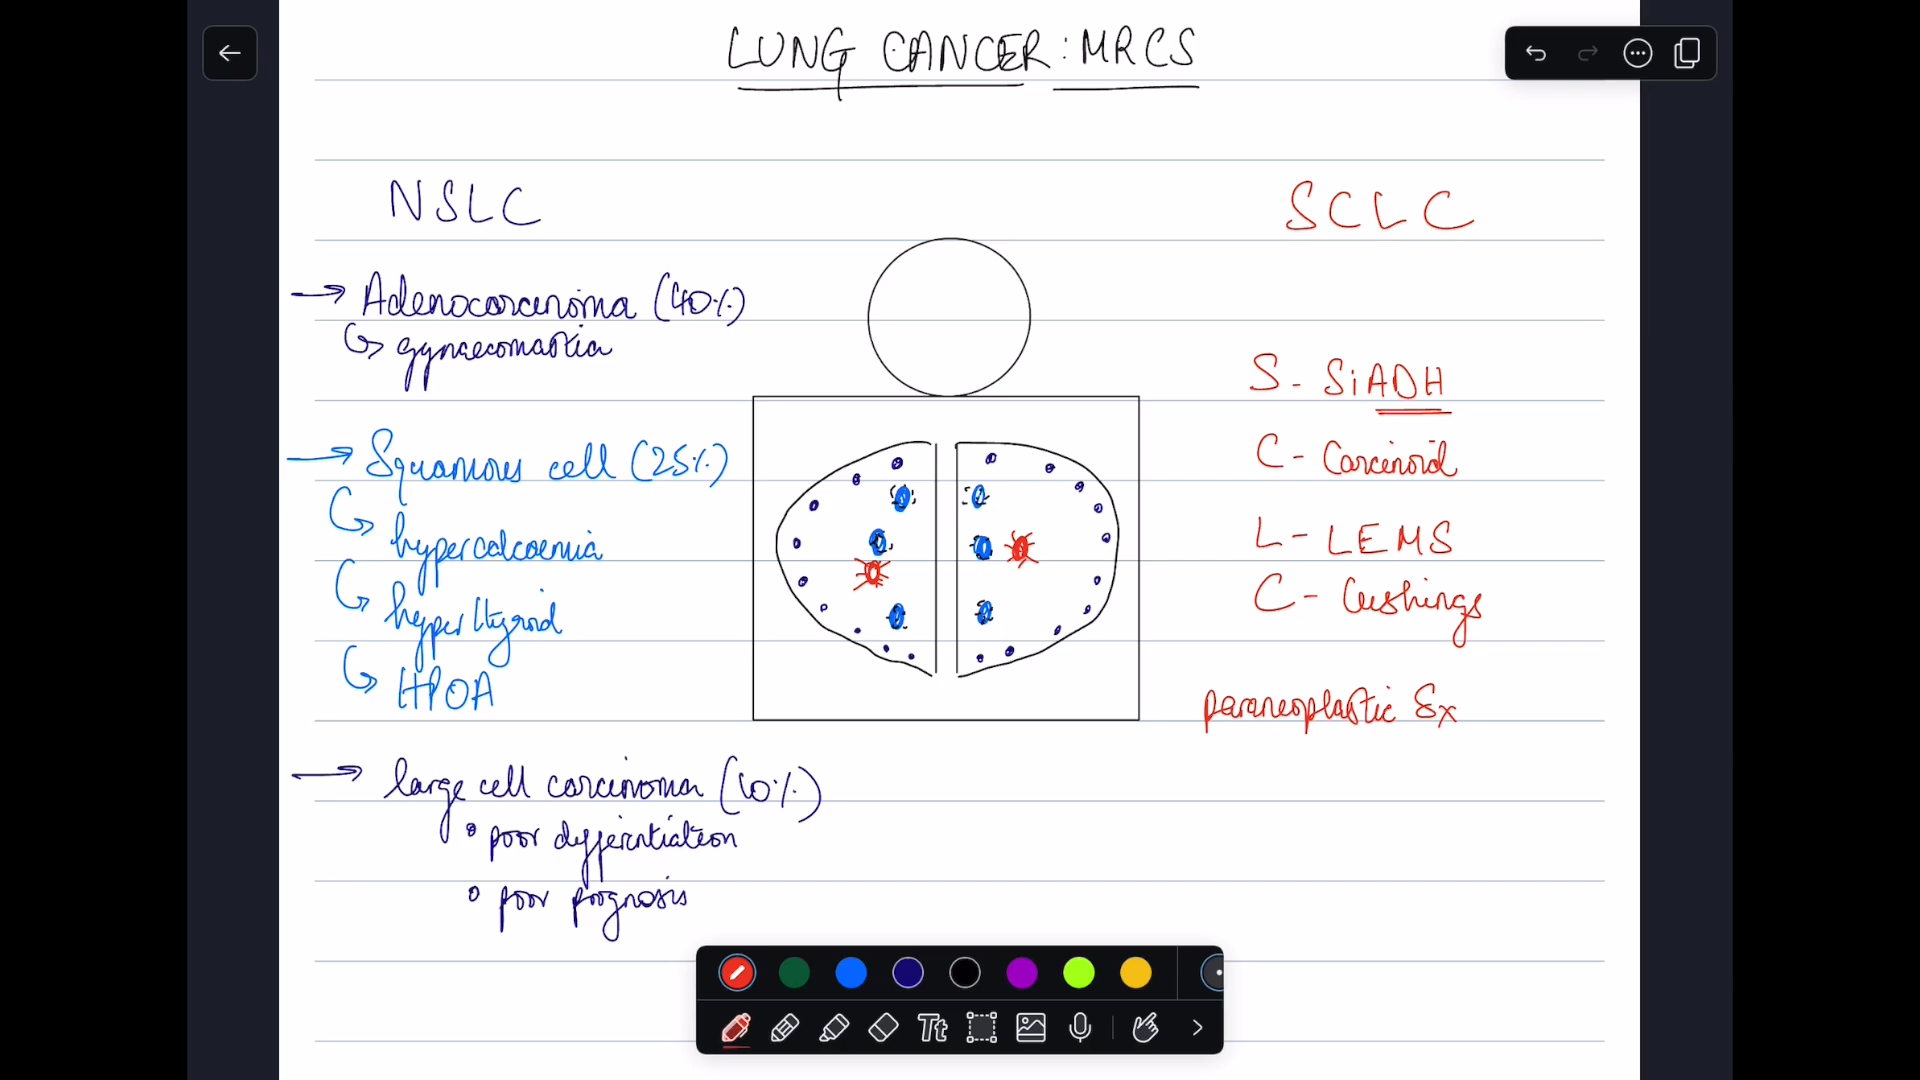 LUNG CANCER: MRCS
NSLC
→ Adenocarcinoma (40%)
↳ gynaecomastia
→ Squamous cell (25%)
↳ hypercalcaemia
↳ hyperthyroid
↳ HPOA
→ large cell carcinoma (10%)
• poor differentiation
• poor prognosis
SCLC
S - SiADH
C - Carcinoid
L - LEMS
C - Cushings
paraneoplastic Sx
Tt